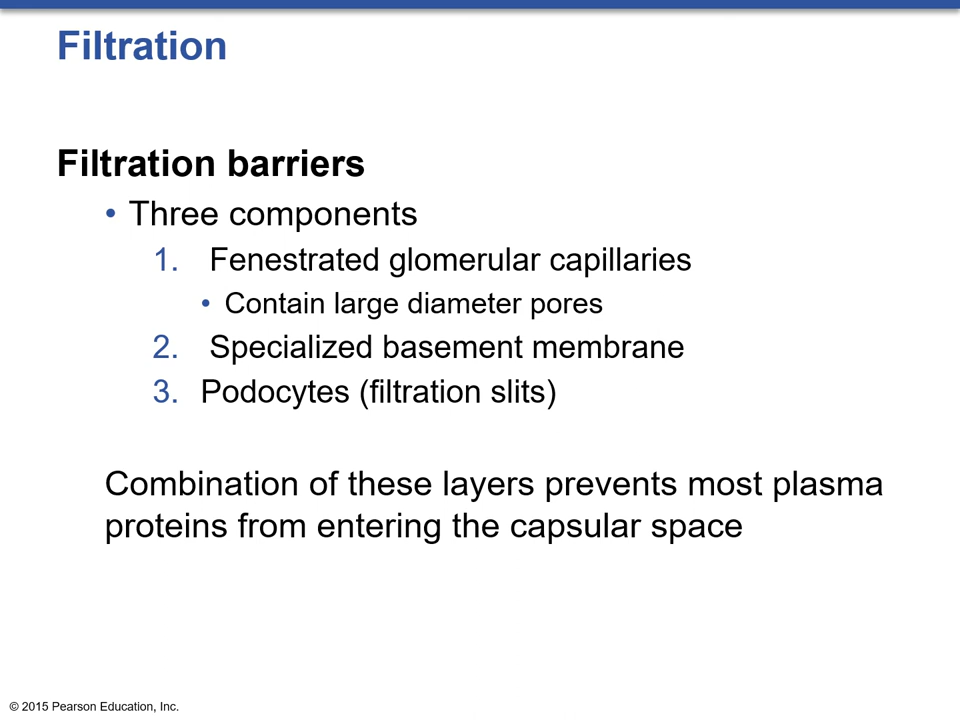 Filtration
Filtration barriers
• Three components
1. Fenestrated glomerular capillaries
• Contain large diameter pores
2. Specialized basement membrane
3. Podocytes (filtration slits)
Combination of these layers prevents most plasma
proteins from entering the capsular space
© 2015 Pearson Education, Inc.